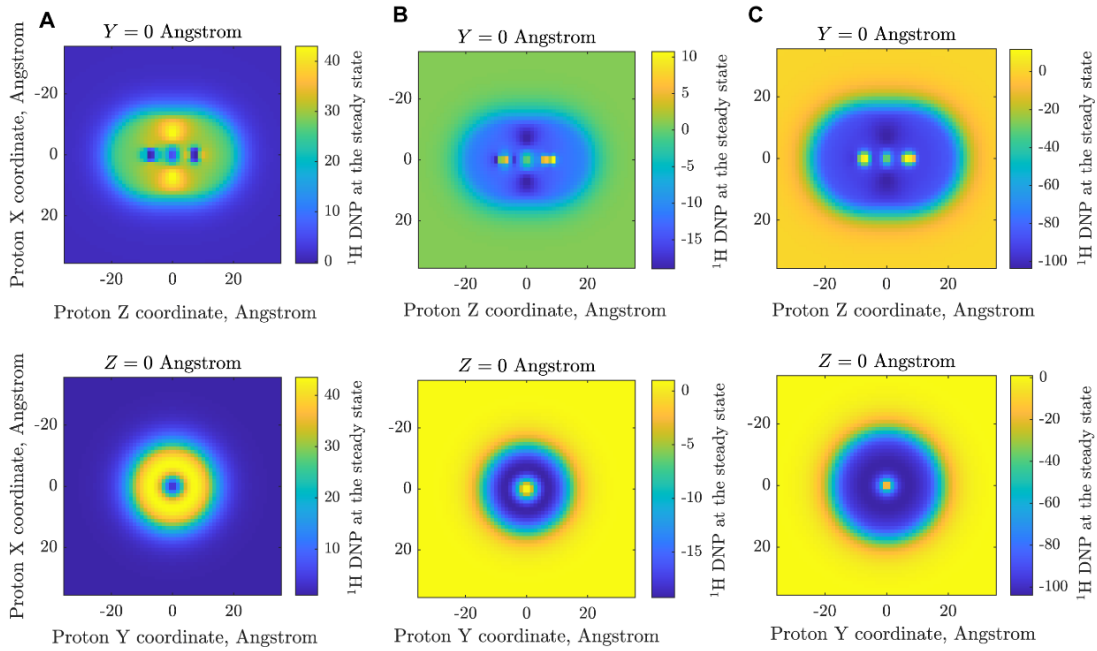 A
Y = 0 Angstrom
Proton X coordinate, Angstrom
-20
0
20
-20 0 20
Proton Z coordinate, Angstrom
40
30
20
10
0
¹H DNP at the steady state
B
Y = 0 Angstrom
-20
0
20
-20 0 20
Proton Z coordinate, Angstrom
10
5
0
-5
-10
-15
¹H DNP at the steady state
C
Y = 0 Angstrom
-20
0
20
-20 0 20
Proton Z coordinate, Angstrom
0
-20
-40
-60
-80
-100
¹H DNP at the steady state
Z = 0 Angstrom
Proton X coordinate, Angstrom
-20
0
20
-20 0 20
Proton Y coordinate, Angstrom
40
30
20
10
¹H DNP at the steady state
Z = 0 Angstrom
-20
0
20
-20 0 20
Proton Y coordinate, Angstrom
0
-5
-10
-15
¹H DNP at the steady state
Z = 0 Angstrom
-20
0
20
-20 0 20
Proton Y coordinate, Angstrom
0
-20
-40
-60
-80
-100
¹H DNP at the steady state